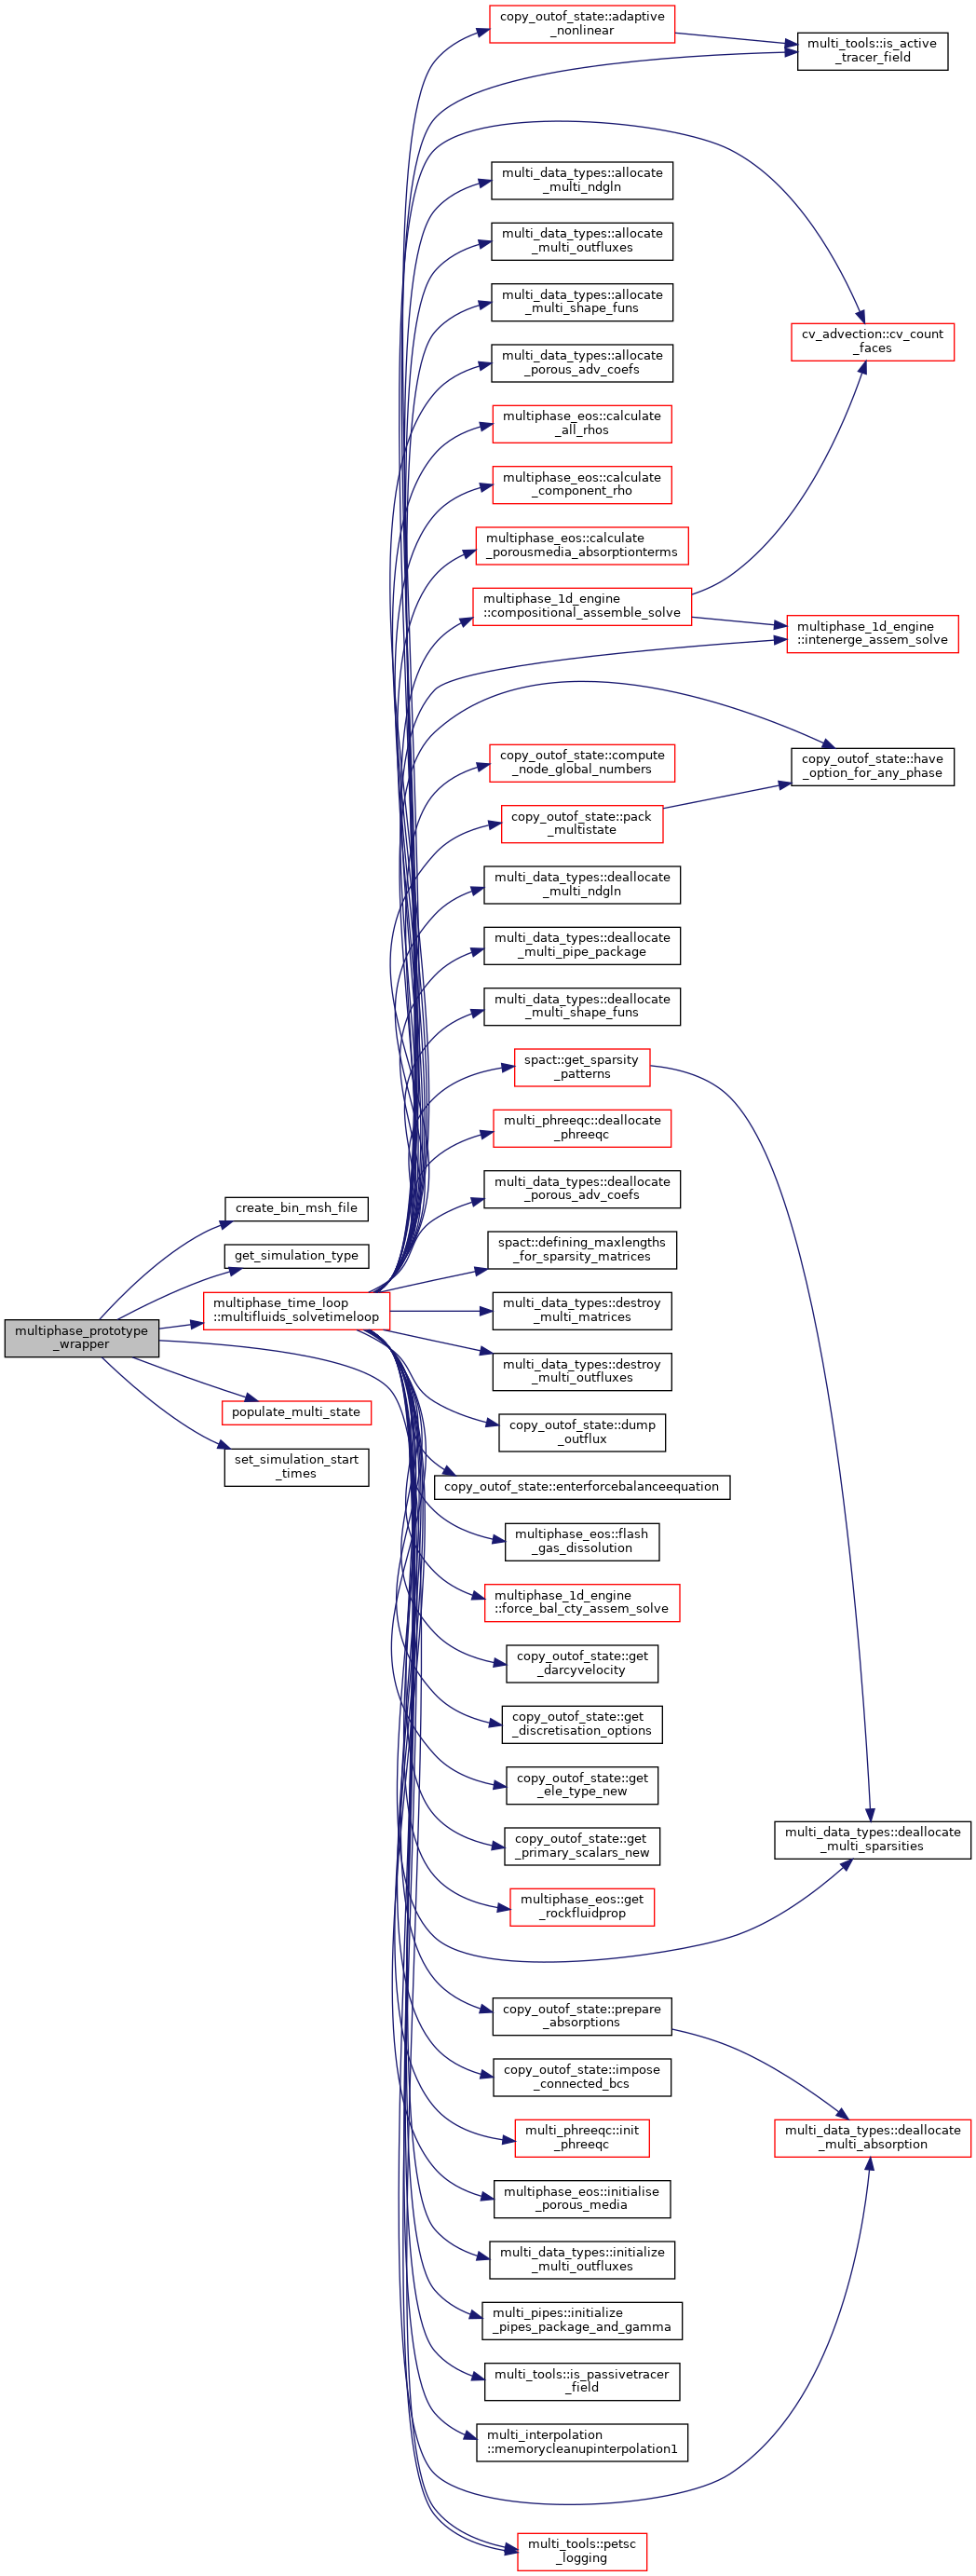 copy_outof_state::adaptive
_nonlinear
multi_tools::is_active
_tracer_field
multi_data_types::allocate
_multi_ndgln
multi_data_types::allocate
_multi_outfluxes
multi_data_types::allocate
_multi_shape_funs
cv_advection::cv_count
_faces
multi_data_types::allocate
_porous_adv_coefs
multiphase_eos::calculate
_all_rhos
multiphase_eos::calculate
_component_rho
multiphase_eos::calculate
_porousmedia_absorptionterms
multiphase_1d_engine
::compositional_assemble_solve
multiphase_1d_engine
::intenerge_assem_solve
copy_outof_state::compute
_node_global_numbers
copy_outof_state::have
_option_for_any_phase
copy_outof_state::pack
_multistate
multi_data_types::deallocate
_multi_ndgln
multi_data_types::deallocate
_multi_pipe_package
multi_data_types::deallocate
_multi_shape_funs
spact::get_sparsity
_patterns
multi_phreeqc::deallocate
_phreeqc
multi_data_types::deallocate
_porous_adv_coefs
create_bin_msh_file
spact::defining_maxlengths
_for_sparsity_matrices
get_simulation_type
multiphase_time_loop
::multifluids_solvetimeloop
multi_data_types::destroy
_multi_matrices
multiphase_prototype
_wrapper
multi_data_types::destroy
_multi_outfluxes
populate_multi_state
copy_outof_state::dump
_outflux
set_simulation_start
_times
copy_outof_state::enterforcebalanceequation
multiphase_eos::flash
_gas_dissolution
multiphase_1d_engine
::force_bal_cty_assem_solve
copy_outof_state::get
_darcyvelocity
copy_outof_state::get
_discretisation_options
copy_outof_state::get
_ele_type_new
copy_outof_state::get
_primary_scalars_new
multi_data_types::deallocate
_multi_sparsities
multiphase_eos::get
_rockfluidprop
copy_outof_state::prepare
_absorptions
copy_outof_state::impose
_connected_bcs
multi_phreeqc::init
_phreeqc
multi_data_types::deallocate
_multi_absorption
multiphase_eos::initialise
_porous_media
multi_data_types::initialize
_multi_outfluxes
multi_pipes::initialize
_pipes_package_and_gamma
multi_tools::is_passivetracer
_field
multi_interpolation
::memorycleanupinterpolation1
multi_tools::petsc
_logging